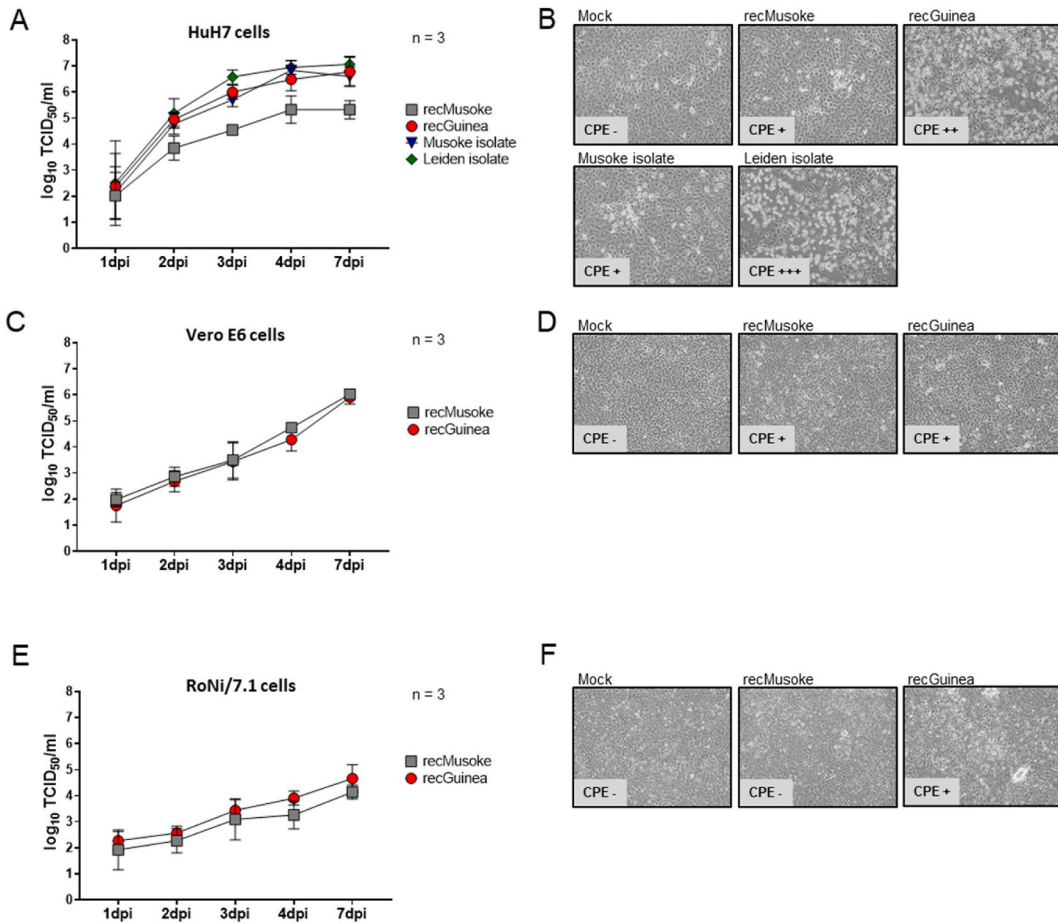 A
HuH7 cells
n = 3
log10 TCID50/ml
8
7
6
5
4
3
2
1
0
1dpi 2dpi 3dpi 4dpi 7dpi
recMusoke
recGuinea
Musoke isolate
Leiden isolate
B
Mock recMusoke recGuinea
CPE - CPE + CPE ++
Musoke isolate Leiden isolate
CPE + CPE +++
C
Vero E6 cells
n = 3
log10 TCID50/ml
8
7
6
5
4
3
2
1
0
1dpi 2dpi 3dpi 4dpi 7dpi
recMusoke
recGuinea
D
Mock recMusoke recGuinea
CPE - CPE + CPE +
E
RoNi/7.1 cells
n = 3
log10 TCID50/ml
8
7
6
5
4
3
2
1
0
1dpi 2dpi 3dpi 4dpi 7dpi
recMusoke
recGuinea
F
Mock recMusoke recGuinea
CPE - CPE - CPE +